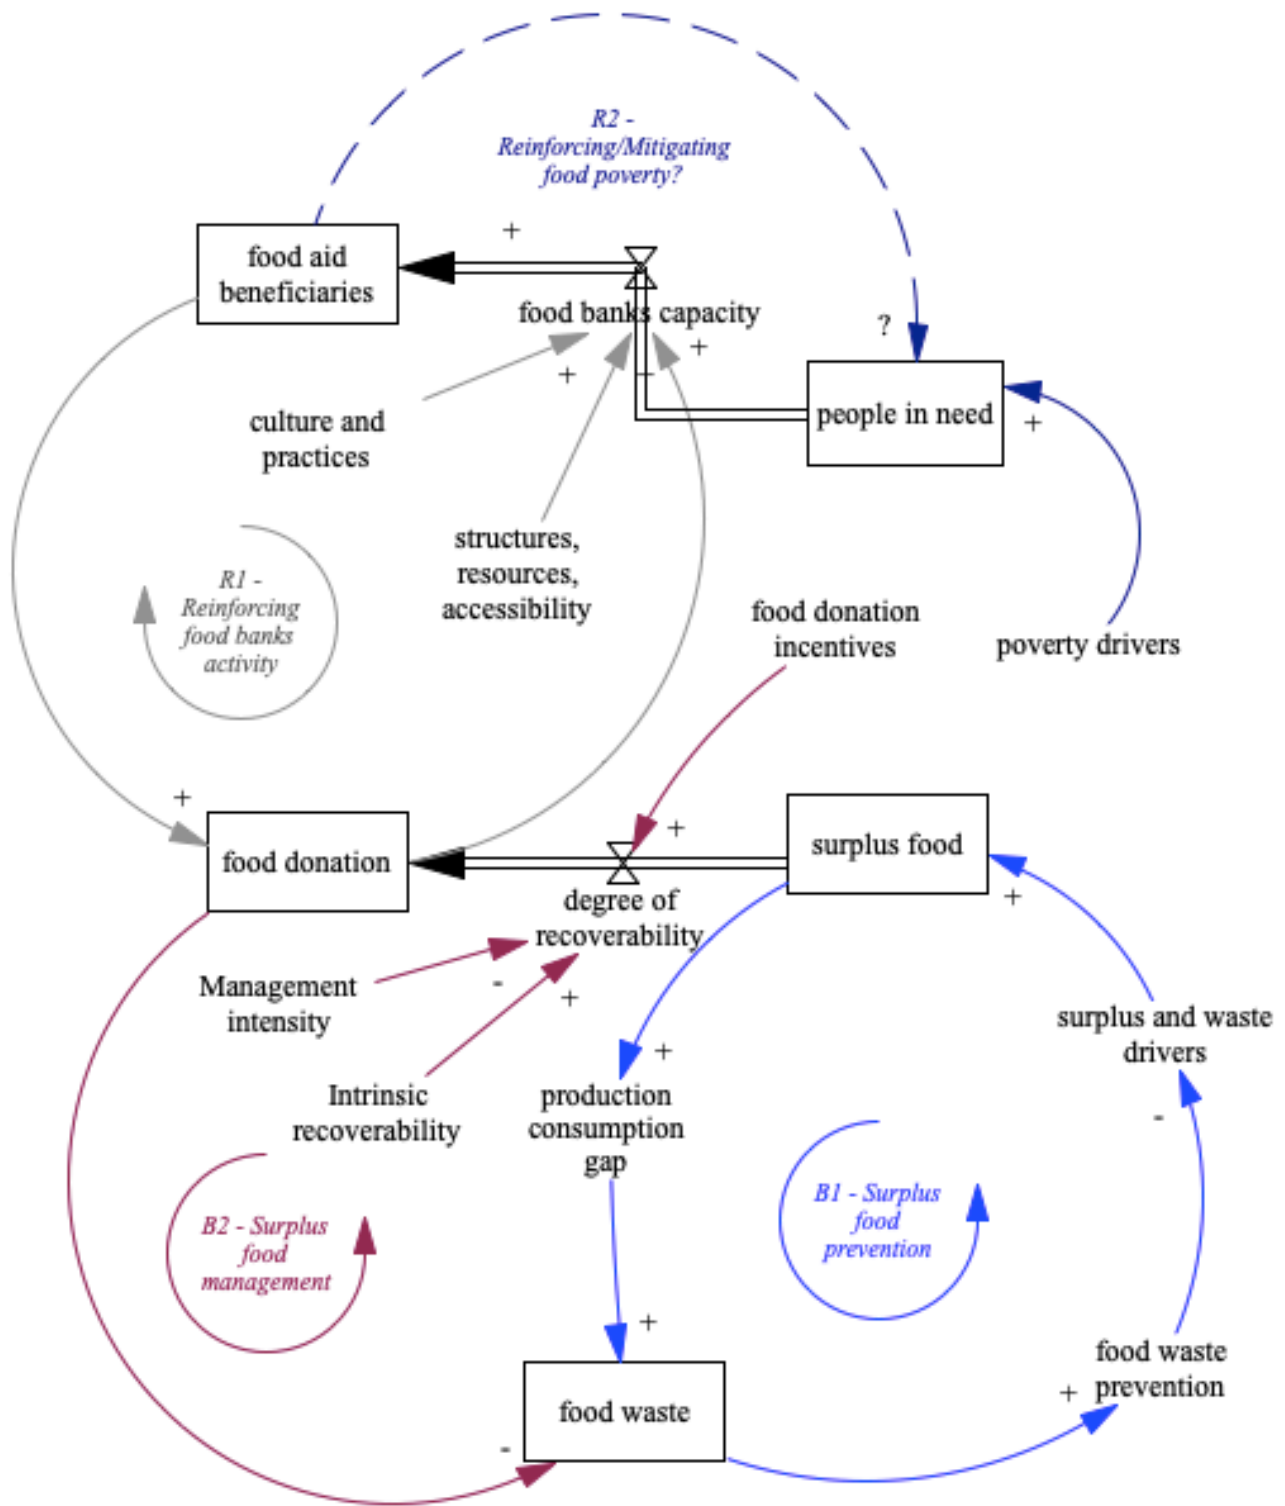 R2 -
Reinforcing/Mitigating
food poverty?
+
food aid
beneficiaries
food banks capacity
?
+
+
+
people in need
+
culture and
practices
structures,
resources,
accessibility
R1 -
Reinforcing
food banks
activity
food donation
incentives
poverty drivers
+
+
food donation
surplus food
+
degree of
recoverability
Management
intensity
-
+
surplus and waste
drivers
+
Intrinsic
recoverability
production
consumption
gap
-
B2 - Surplus
food
management
B1 - Surplus
food
prevention
+
food waste
prevention
+
food waste
-